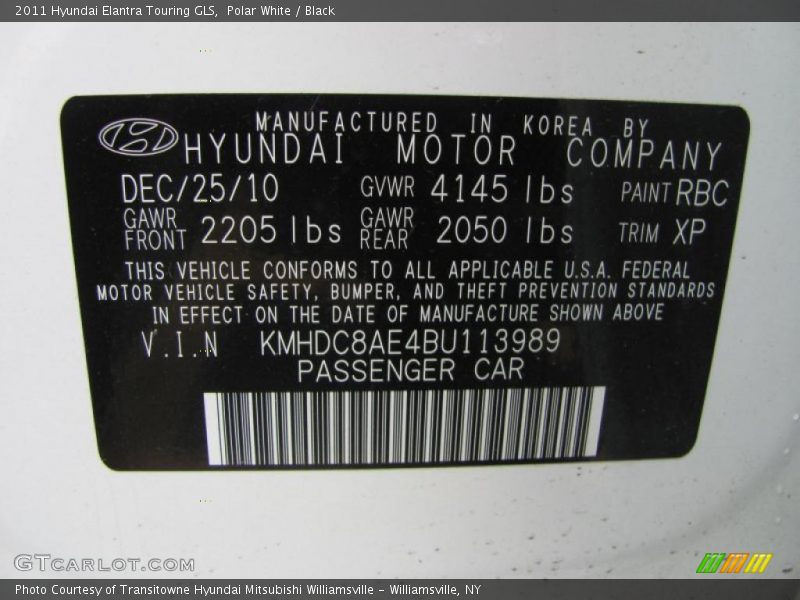 2011 Hyundai Elantra Touring GLS,  Polar White / Black
MANUFACTURED IN KOREA BY
HYUNDAI MOTOR COMPANY
DEC/25/10 GVWR 4145 lbs PAINT RBC
GAWR FRONT 2205 lbs GAWR REAR 2050 lbs TRIM XP
THIS VEHICLE CONFORMS TO ALL APPLICABLE U.S.A. FEDERAL
MOTOR VEHICLE SAFETY, BUMPER, AND THEFT PREVENTION STANDARDS
IN EFFECT ON THE DATE OF MANUFACTURE SHOWN ABOVE
V.I.N KMHDC8AE4BU113989
PASSENGER CAR
GTCARLOT.COM
Photo Courtesy of Transitowne Hyundai Mitsubishi Williamsville - Williamsville, NY